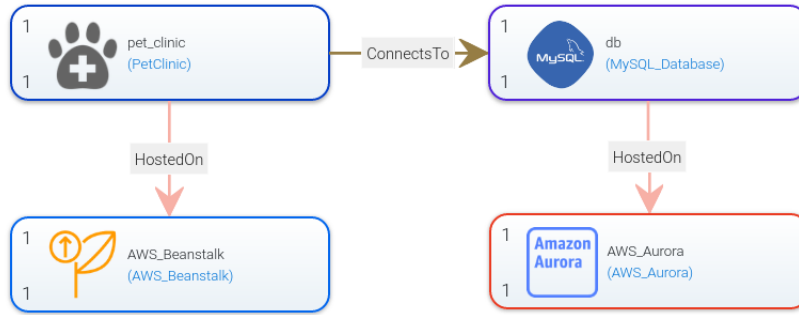 1
pet_clinic
(PetClinic)
1
ConnectsTo
1
MySQL
db
(MySQL_Database)
1
HostedOn
HostedOn
1
AWS_Beanstalk
(AWS_Beanstalk)
1
1
Amazon
Aurora
AWS_Aurora
(AWS_Aurora)
1